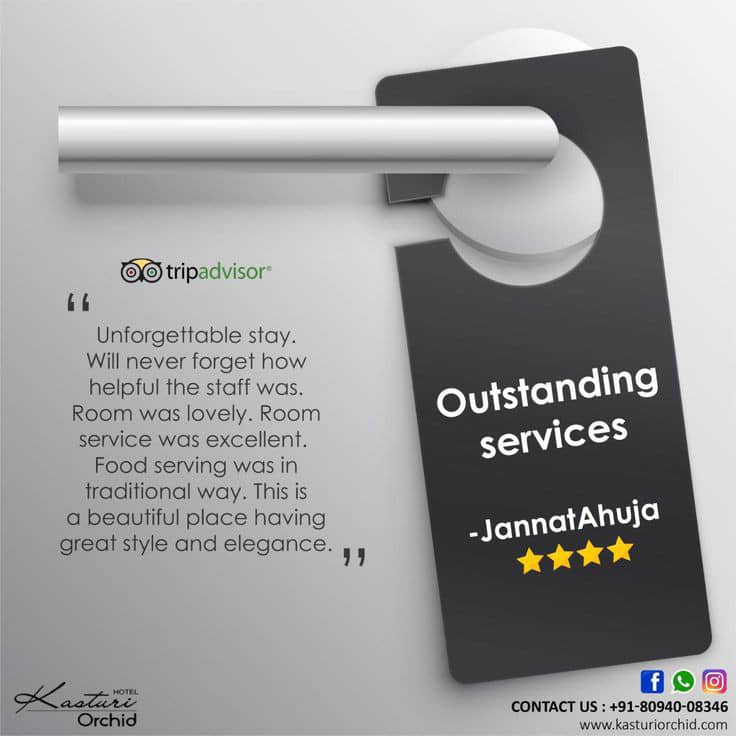 tripadvisor®
“
Unforgettable stay.
Will never forget how
helpful the staff was.
Room was lovely. Room
service was excellent.
Food serving was in
traditional way. This is
a beautiful place having
great style and elegance.
”
Outstanding
services
-JannatAhuja
HOTEL
Kasturi
Orchid
CONTACT US : +91-80940-08346
www.kasturiorchid.com